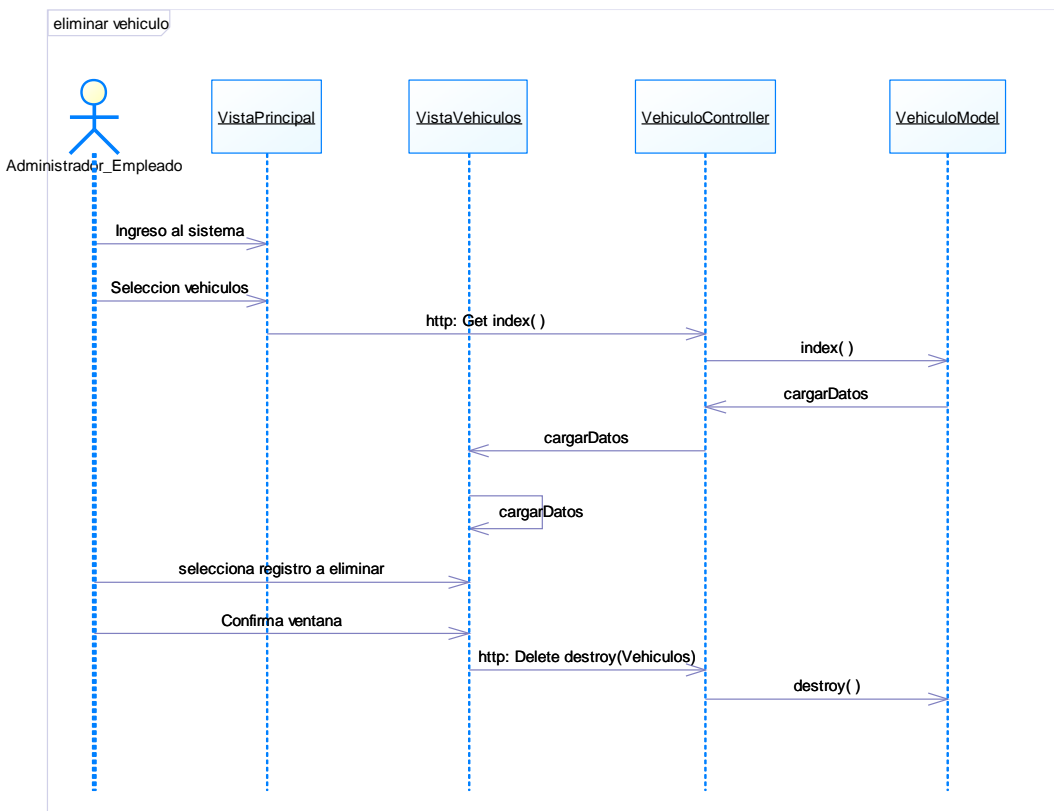 eliminar vehiculo
VistaPrincipal
VistaVehiculos
VehiculoController
VehiculoModel
Administrador_Empleado
Ingreso al sistema
Seleccion vehiculos
http: Get index( )
index( )
cargarDatos
cargarDatos
cargarDatos
selecciona registro a eliminar
Confirma ventana
http: Delete destroy(Vehiculos)
destroy( )